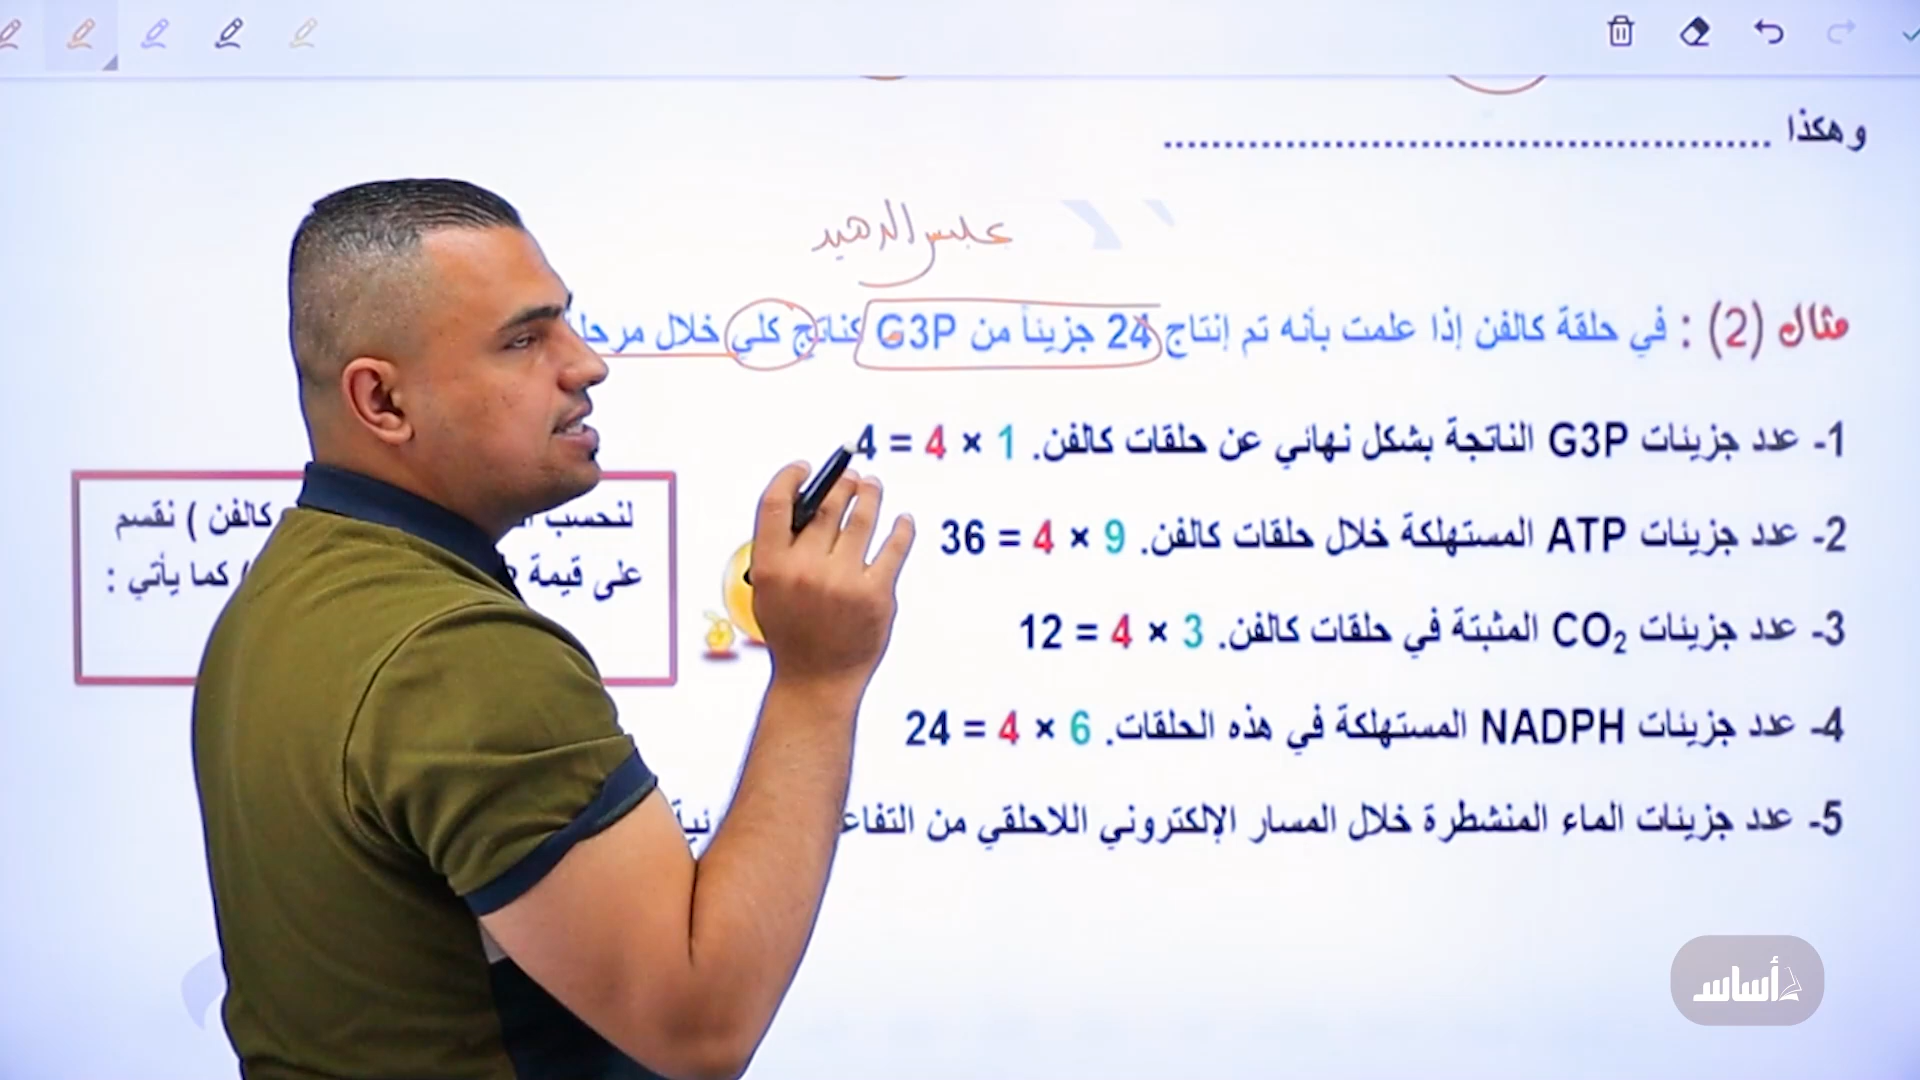 وهكذا ..................................................
عباس الدهيد
مثال (2) : في حلقة كالفن إذا علمت بأنه تم إنتاج 24 جزيئاً من G3P كناتج كلي خلال
1- عدد جزيئات G3P الناتجة بشكل نهائي عن حلقات كالفن. 1 × 4 = 4
2- عدد جزيئات ATP المستهلكة خلال حلقات كالفن. 9 × 4 = 36
3- عدد جزيئات CO₂ المثبتة في حلقات كالفن. 3 × 4 = 12
4- عدد جزيئات NADPH المستهلكة في هذه الحلقات. 6 × 4 = 24
5- عدد جزيئات الماء المنشطرة خلال المسار الإلكتروني اللاحلقي من
لنحسب كالفن ) نقسم
على قيمة ) كما يأتي :
أساس